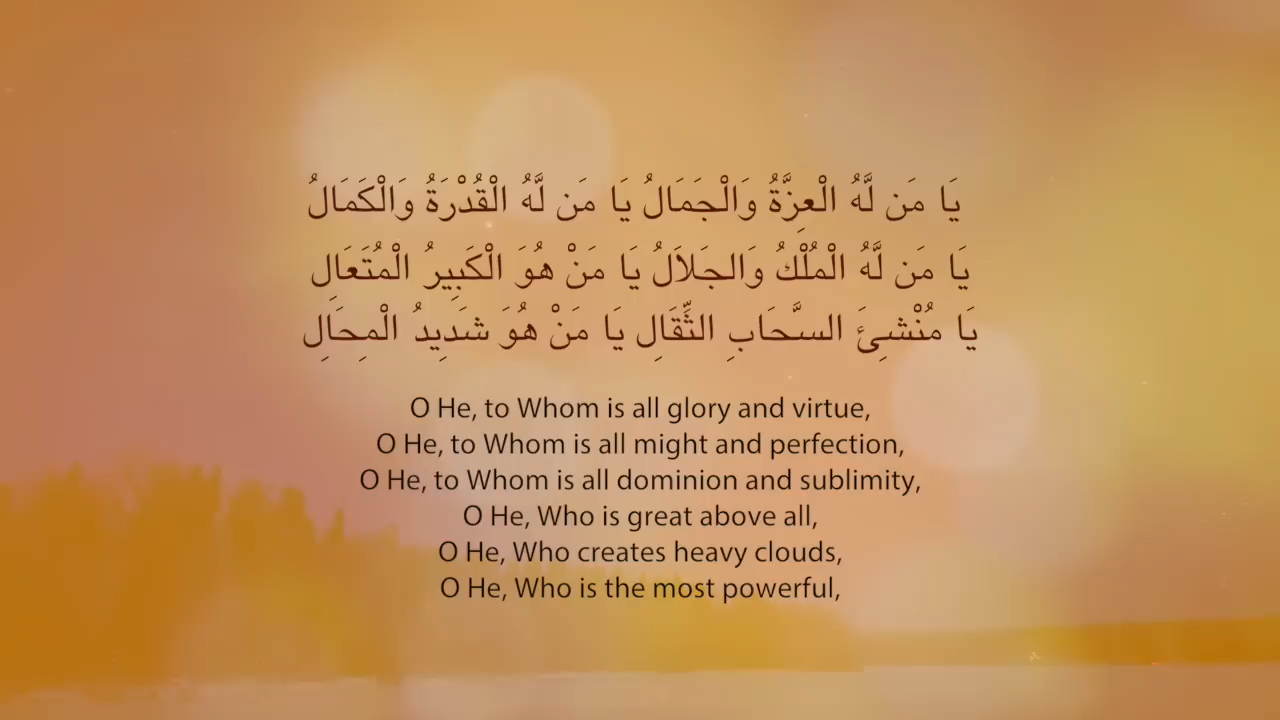 يَا مَن لَّهُ الْعِزَّةُ وَالْجَمَالُ يَا مَن لَّهُ الْقُدْرَةُ وَالْكَمَالُ
يَا مَن لَّهُ الْمُلْكُ وَالجَلاَلُ يَا مَنْ هُوَ الْكَبِيرُ الْمُتَعَالِ
يَا مُنْشِئَ السَّحَابِ الثِّقَالِ يَا مَنْ هُوَ شَدِيدُ الْمِحَالِ
O He, to Whom is all glory and virtue,
O He, to Whom is all might and perfection,
O He, to Whom is all dominion and sublimity,
O He, Who is great above all,
O He, Who creates heavy clouds,
O He, Who is the most powerful,